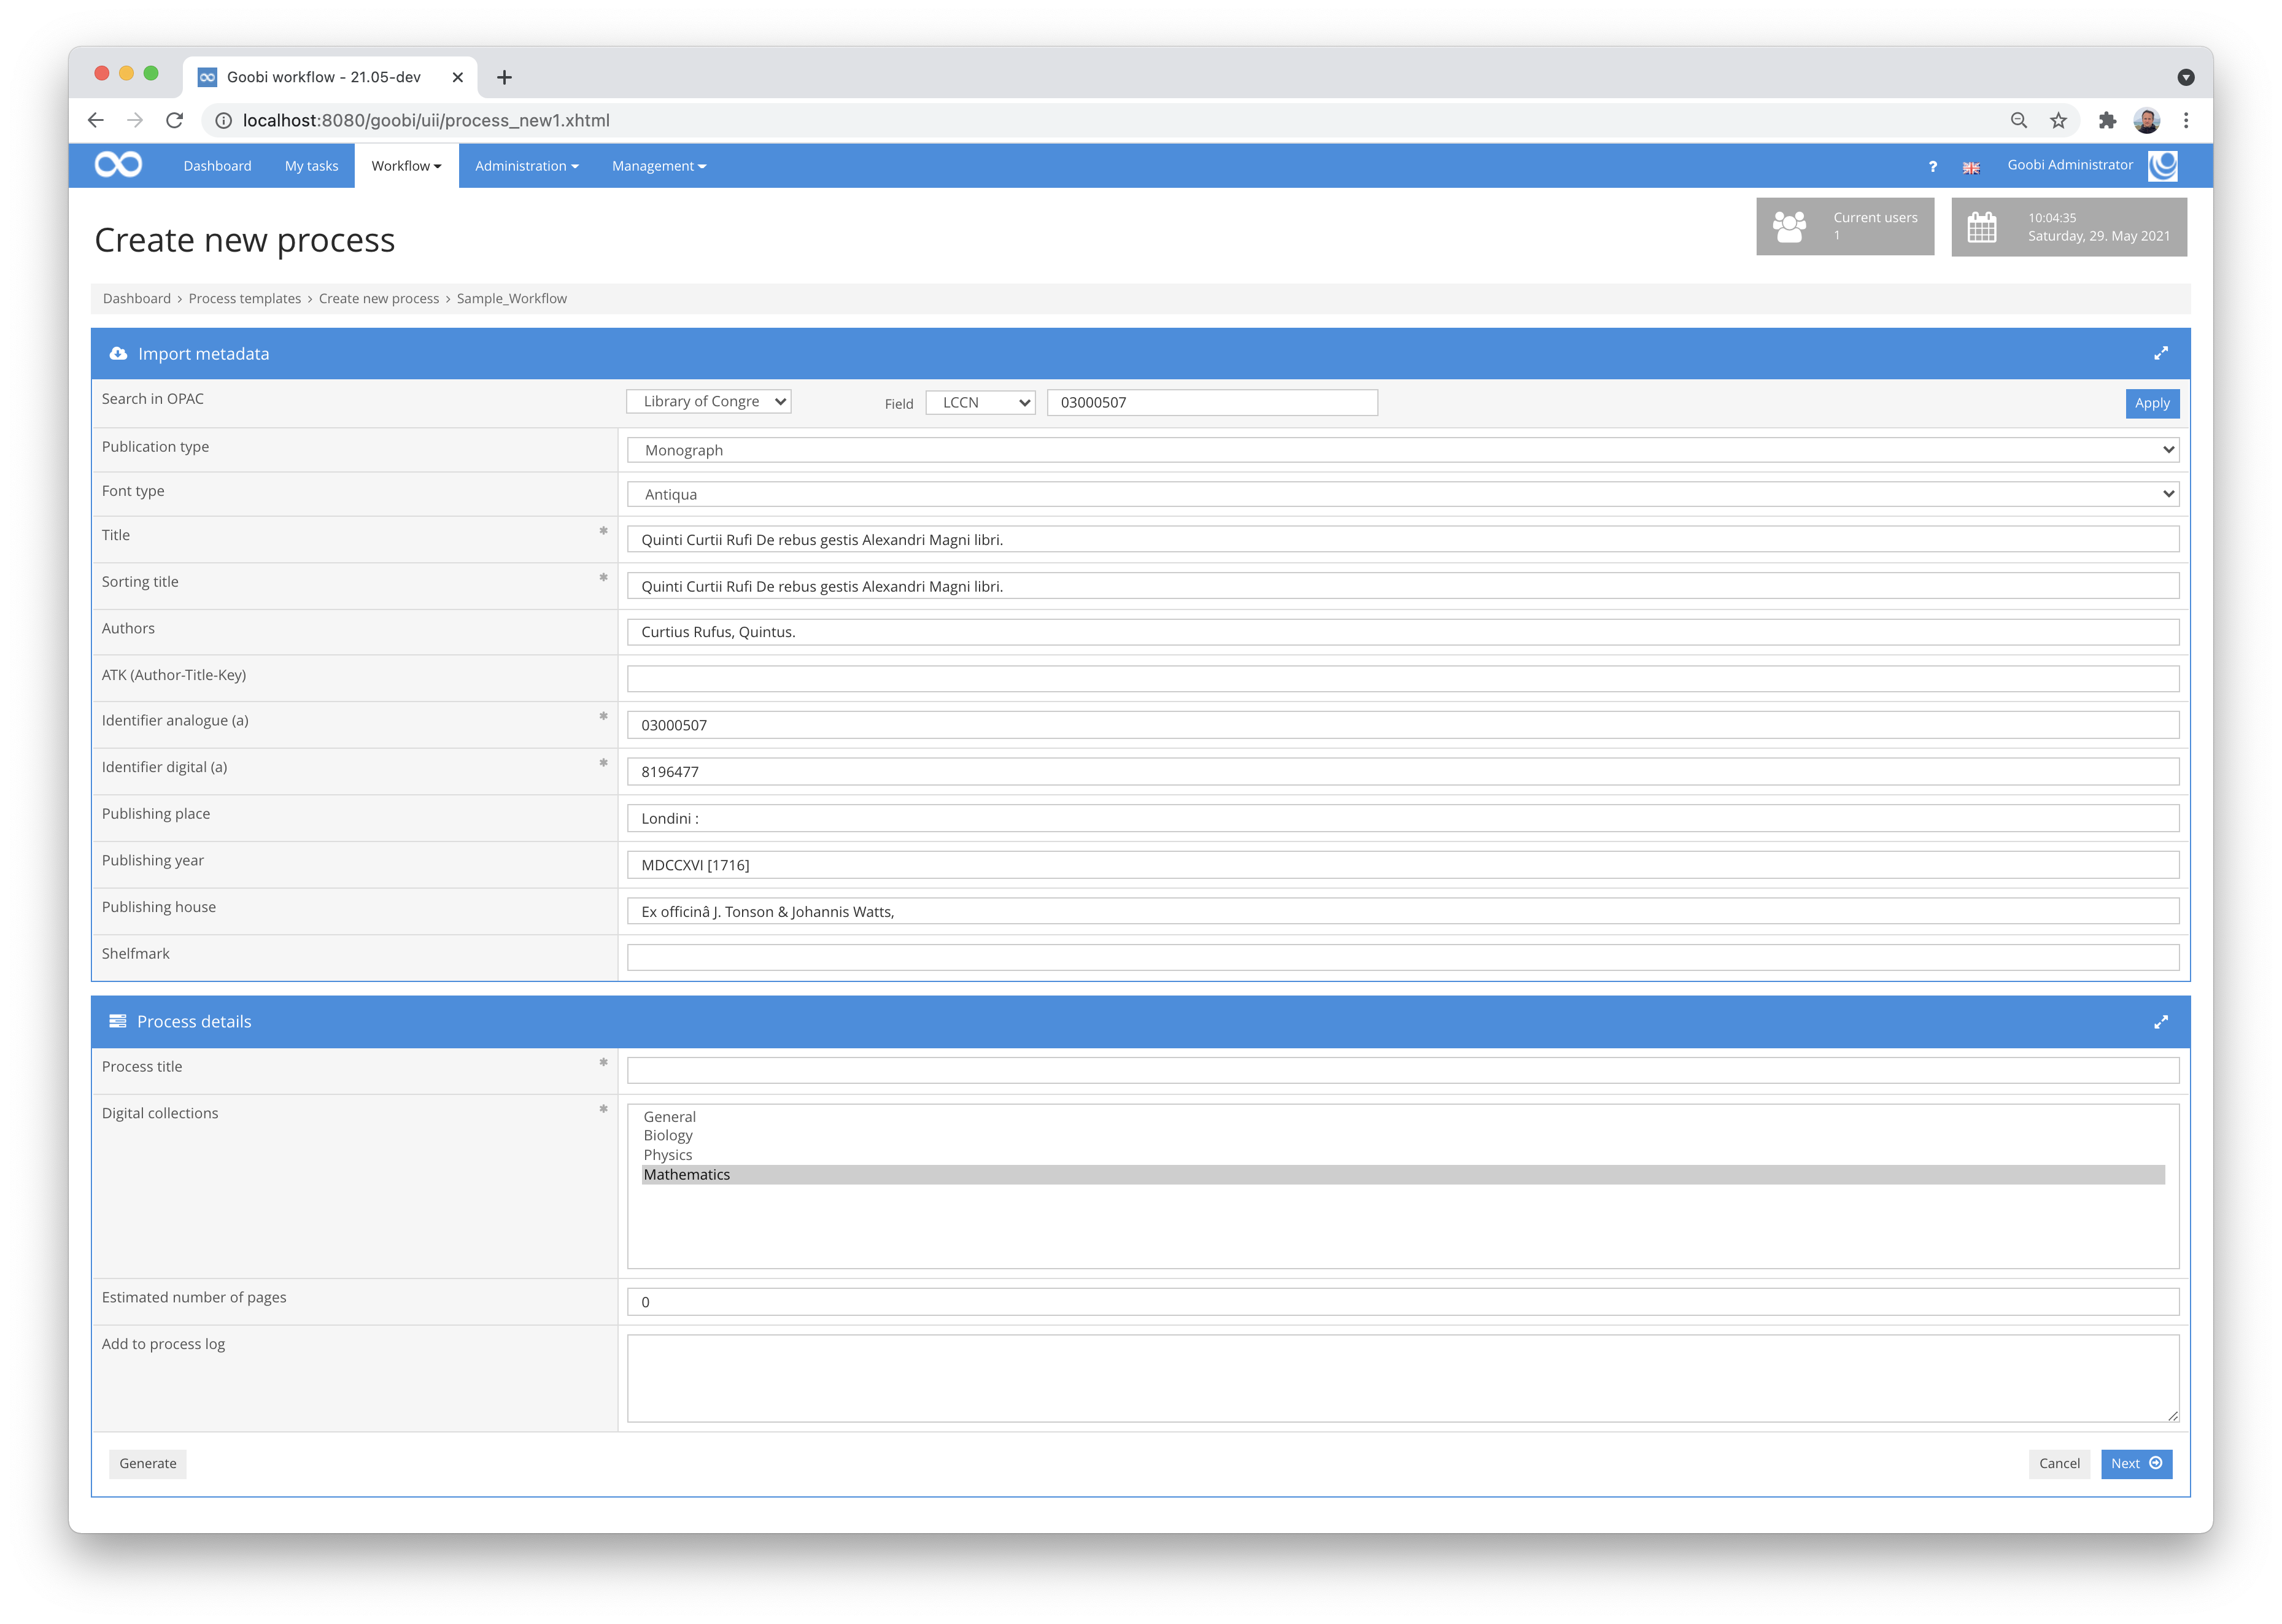 Goobi workflow - 21.05-dev
localhost:8080/goobi/uii/process_new1.xhtml
Dashboard My tasks Workflow Administration Management ? Goobi Administrator
Create new process
Current users
1
10:04:35
Saturday, 29. May 2021
Dashboard › Process templates › Create new process › Sample_Workflow
Import metadata
Search in OPAC Library of Congre Field LCCN 03000507 Apply
Publication type Monograph
Font type Antiqua
Title * Quinti Curtii Rufi De rebus gestis Alexandri Magni libri.
Sorting title * Quinti Curtii Rufi De rebus gestis Alexandri Magni libri.
Authors Curtius Rufus, Quintus.
ATK (Author-Title-Key)
Identifier analogue (a) * 03000507
Identifier digital (a) * 8196477
Publishing place Londini :
Publishing year MDCCXVI [1716]
Publishing house Ex officinâ J. Tonson & Johannis Watts,
Shelfmark
Process details
Process title *
Digital collections * General
Biology
Physics
Mathematics
Estimated number of pages 0
Add to process log
Generate Cancel Next